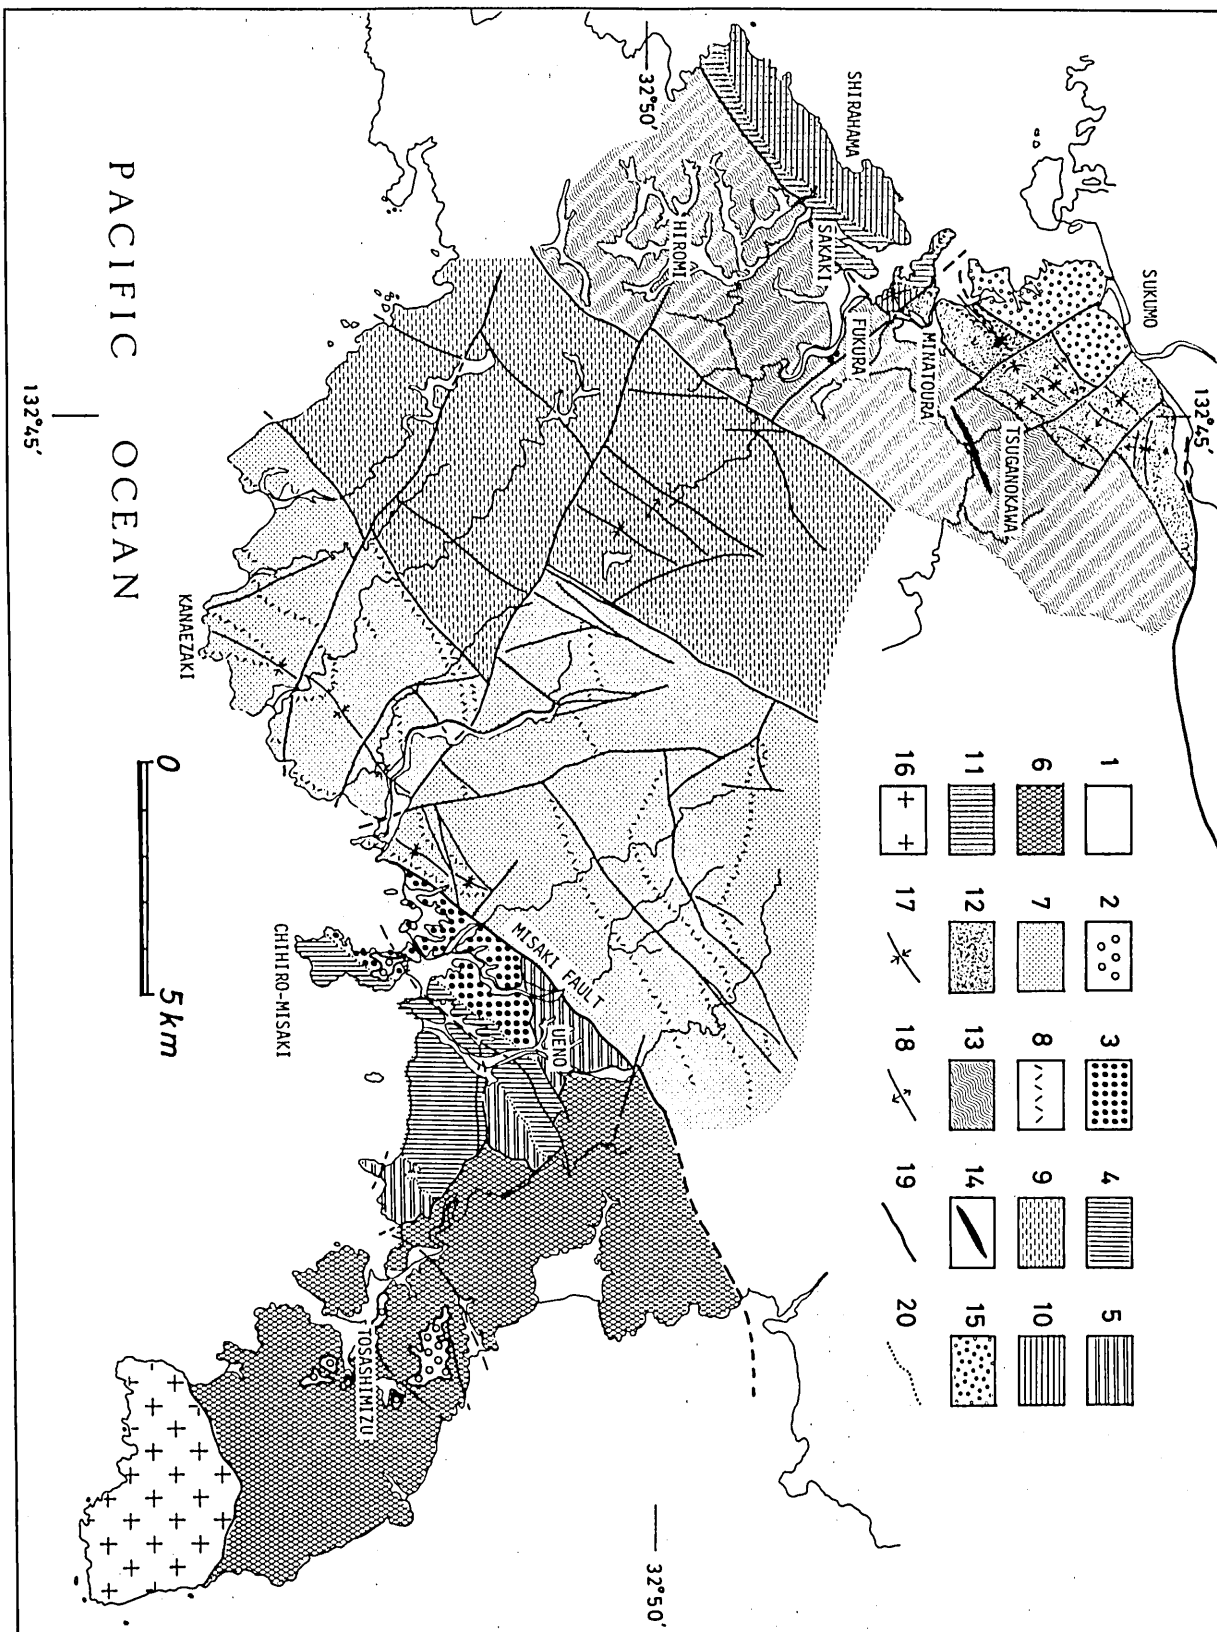 SHIRAHAMA
32°50′
SUKUMO
132°45′
SAKAKI
HIROMI
FUKURA
MINATOURA
TSUGANOKAWA
PACIFIC OCEAN
132°45′
KANAEZAKI
0
5km
MISAKI FAULT
CHIHIRO-MISAKI
UENO
TOSASHIMIZU
32°50′
1 2 3 4 5
6 7 8 9 10
11 12 13 14 15
16 17 18 19 20